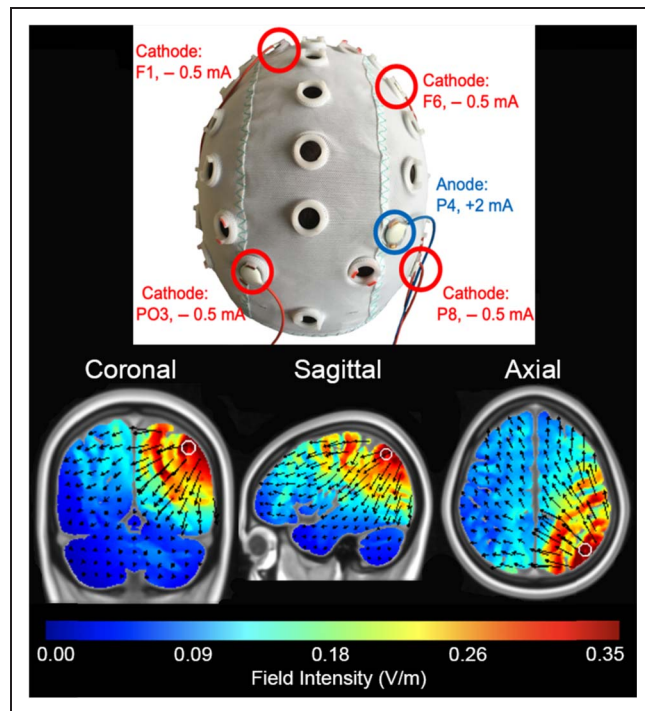 Cathode:
F1, – 0.5 mA
Cathode:
F6, – 0.5 mA
Anode:
P4, +2 mA
Cathode:
PO3, – 0.5 mA
Cathode:
P8, – 0.5 mA
Coronal
Sagittal
Axial
0.00
0.09
0.18
0.26
0.35
Field Intensity (V/m)